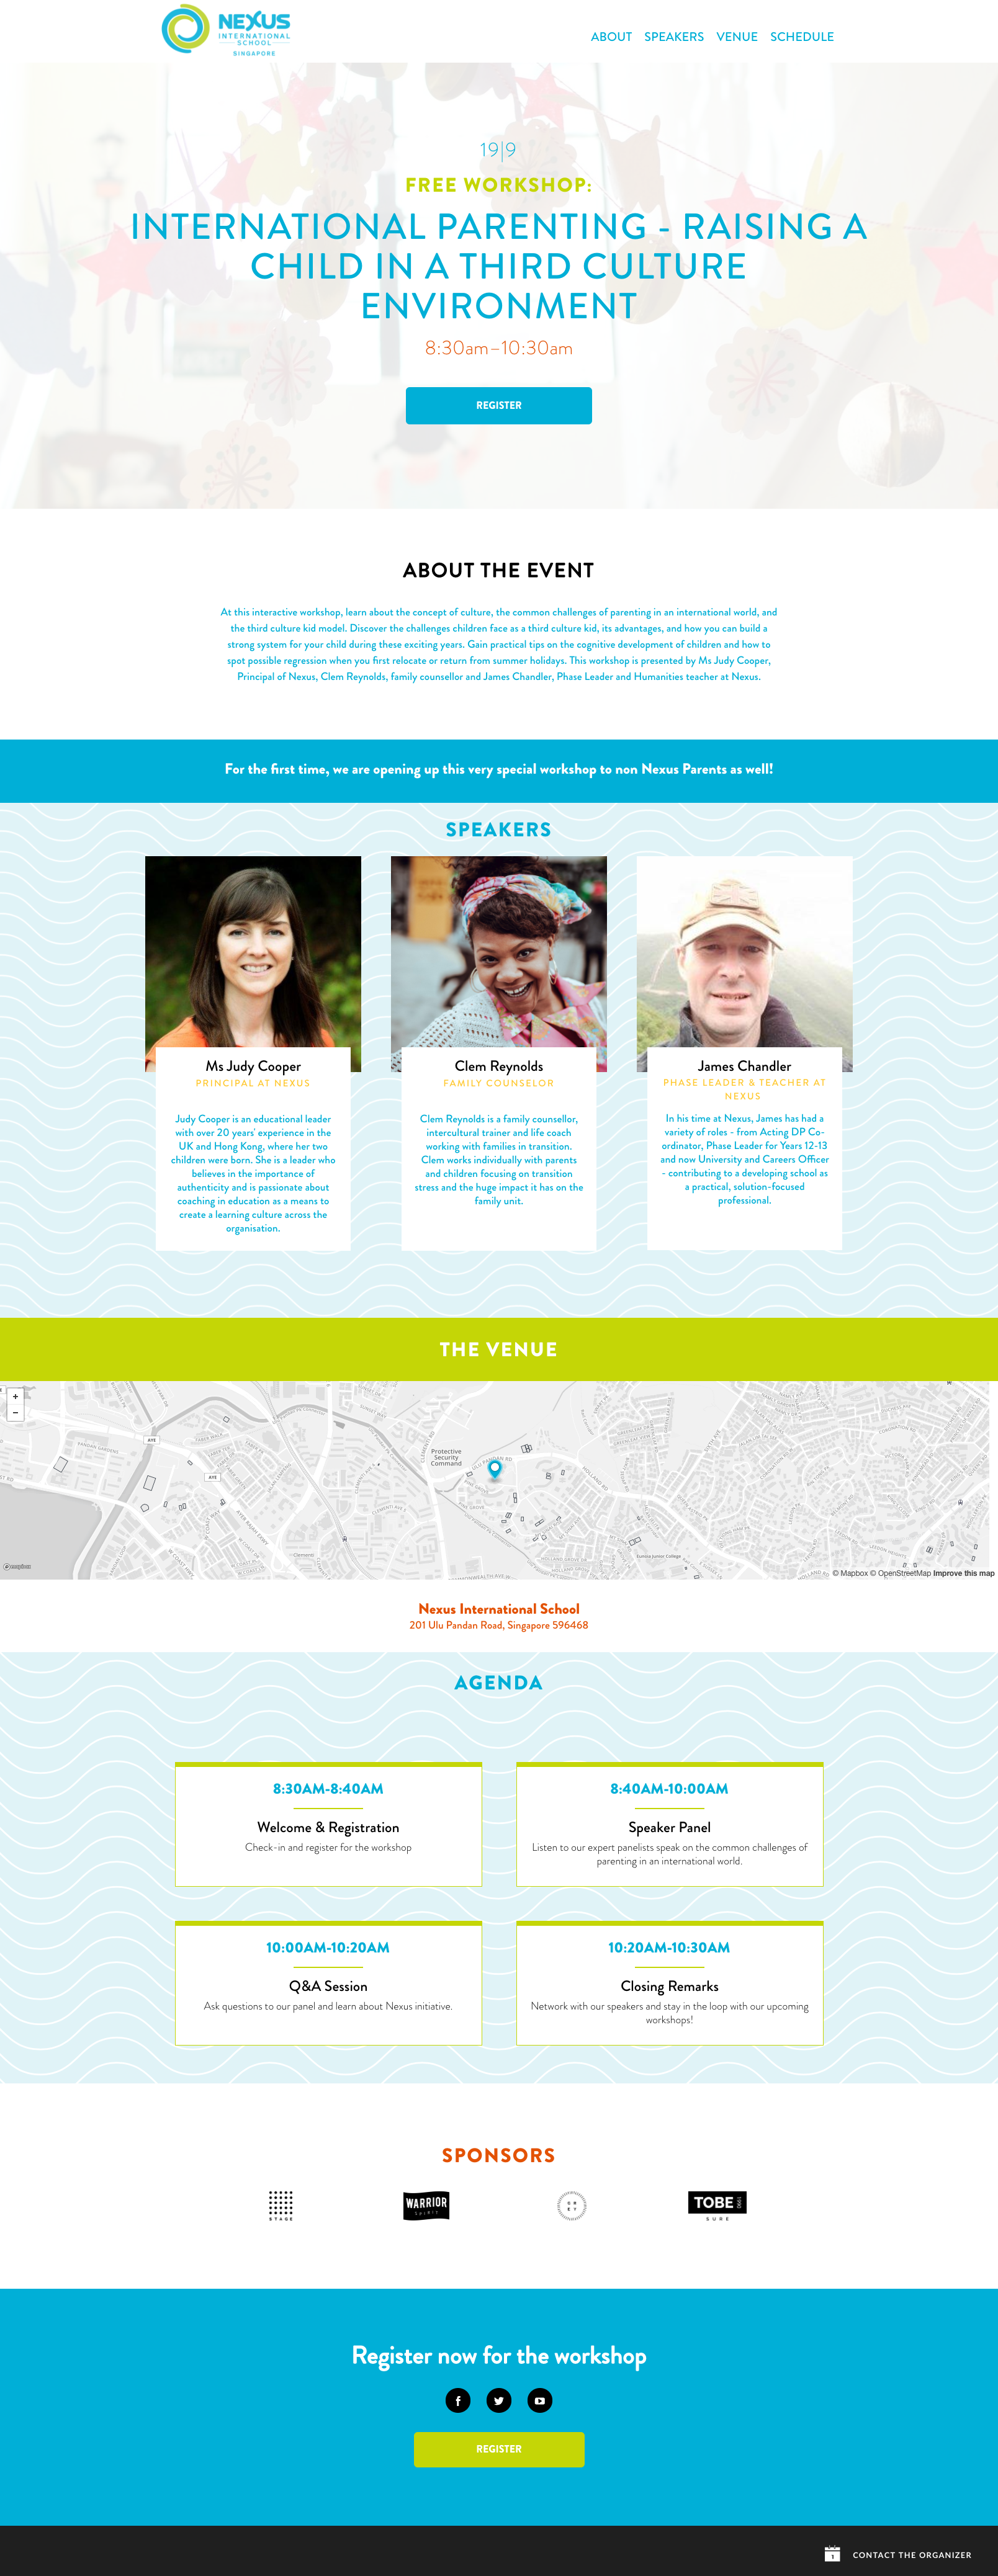 NEXUS
INTERNATIONAL
SCHOOL
SINGAPORE
ABOUT SPEAKERS VENUE SCHEDULE
19|9
FREE WORKSHOP:
INTERNATIONAL PARENTING - RAISING A
CHILD IN A THIRD CULTURE
ENVIRONMENT
8:30am–10:30am
REGISTER
ABOUT THE EVENT
At this interactive workshop, learn about the concept of culture, the common challenges of parenting in an international world, and
the third culture kid model. Discover the challenges children face as a third culture kid, its advantages, and how you can build a
strong system for your child during these exciting years. Gain practical tips on the cognitive development of children and how to
spot possible regression when you first relocate or return from summer holidays. This workshop is presented by Ms Judy Cooper,
Principal of Nexus, Clem Reynolds, family counsellor and James Chandler, Phase Leader and Humanities teacher at Nexus.
For the first time, we are opening up this very special workshop to non Nexus Parents as well!
SPEAKERS
Ms Judy Cooper
PRINCIPAL AT NEXUS
Judy Cooper is an educational leader
with over 20 years' experience in the
UK and Hong Kong, where her two
children were born. She is a leader who
believes in the importance of
authenticity and is passionate about
coaching in education as a means to
create a learning culture across the
organisation.
Clem Reynolds
FAMILY COUNSELOR
Clem Reynolds is a family counsellor,
intercultural trainer and life coach
working with families in transition.
Clem works individually with parents
and children focusing on transition
stress and the huge impact it has on the
family unit.
James Chandler
PHASE LEADER & TEACHER AT
NEXUS
In his time at Nexus, James has had a
variety of roles - from Acting DP Co-
ordinator, Phase Leader for Years 12-13
and now University and Careers Officer
- contributing to a developing school as
a practical, solution-focused
professional.
THE VENUE
+
−
AYE
AYE
Protective
Security
Command
ULU PANDAN RD
HOLLAND RD
Clementi
Eunoia Junior College
mapbox
© Mapbox © OpenStreetMap Improve this map
Nexus International School
201 Ulu Pandan Road, Singapore 596468
AGENDA
8:30AM-8:40AM
Welcome & Registration
Check-in and register for the workshop
8:40AM-10:00AM
Speaker Panel
Listen to our expert panelists speak on the common challenges of
parenting in an international world.
10:00AM-10:20AM
Q&A Session
Ask questions to our panel and learn about Nexus initiative.
10:20AM-10:30AM
Closing Remarks
Network with our speakers and stay in the loop with our upcoming
workshops!
SPONSORS
STAGE
WARRIOR
SPIRIT
TOBE
SURE
Register now for the workshop
REGISTER
1
CONTACT THE ORGANIZER